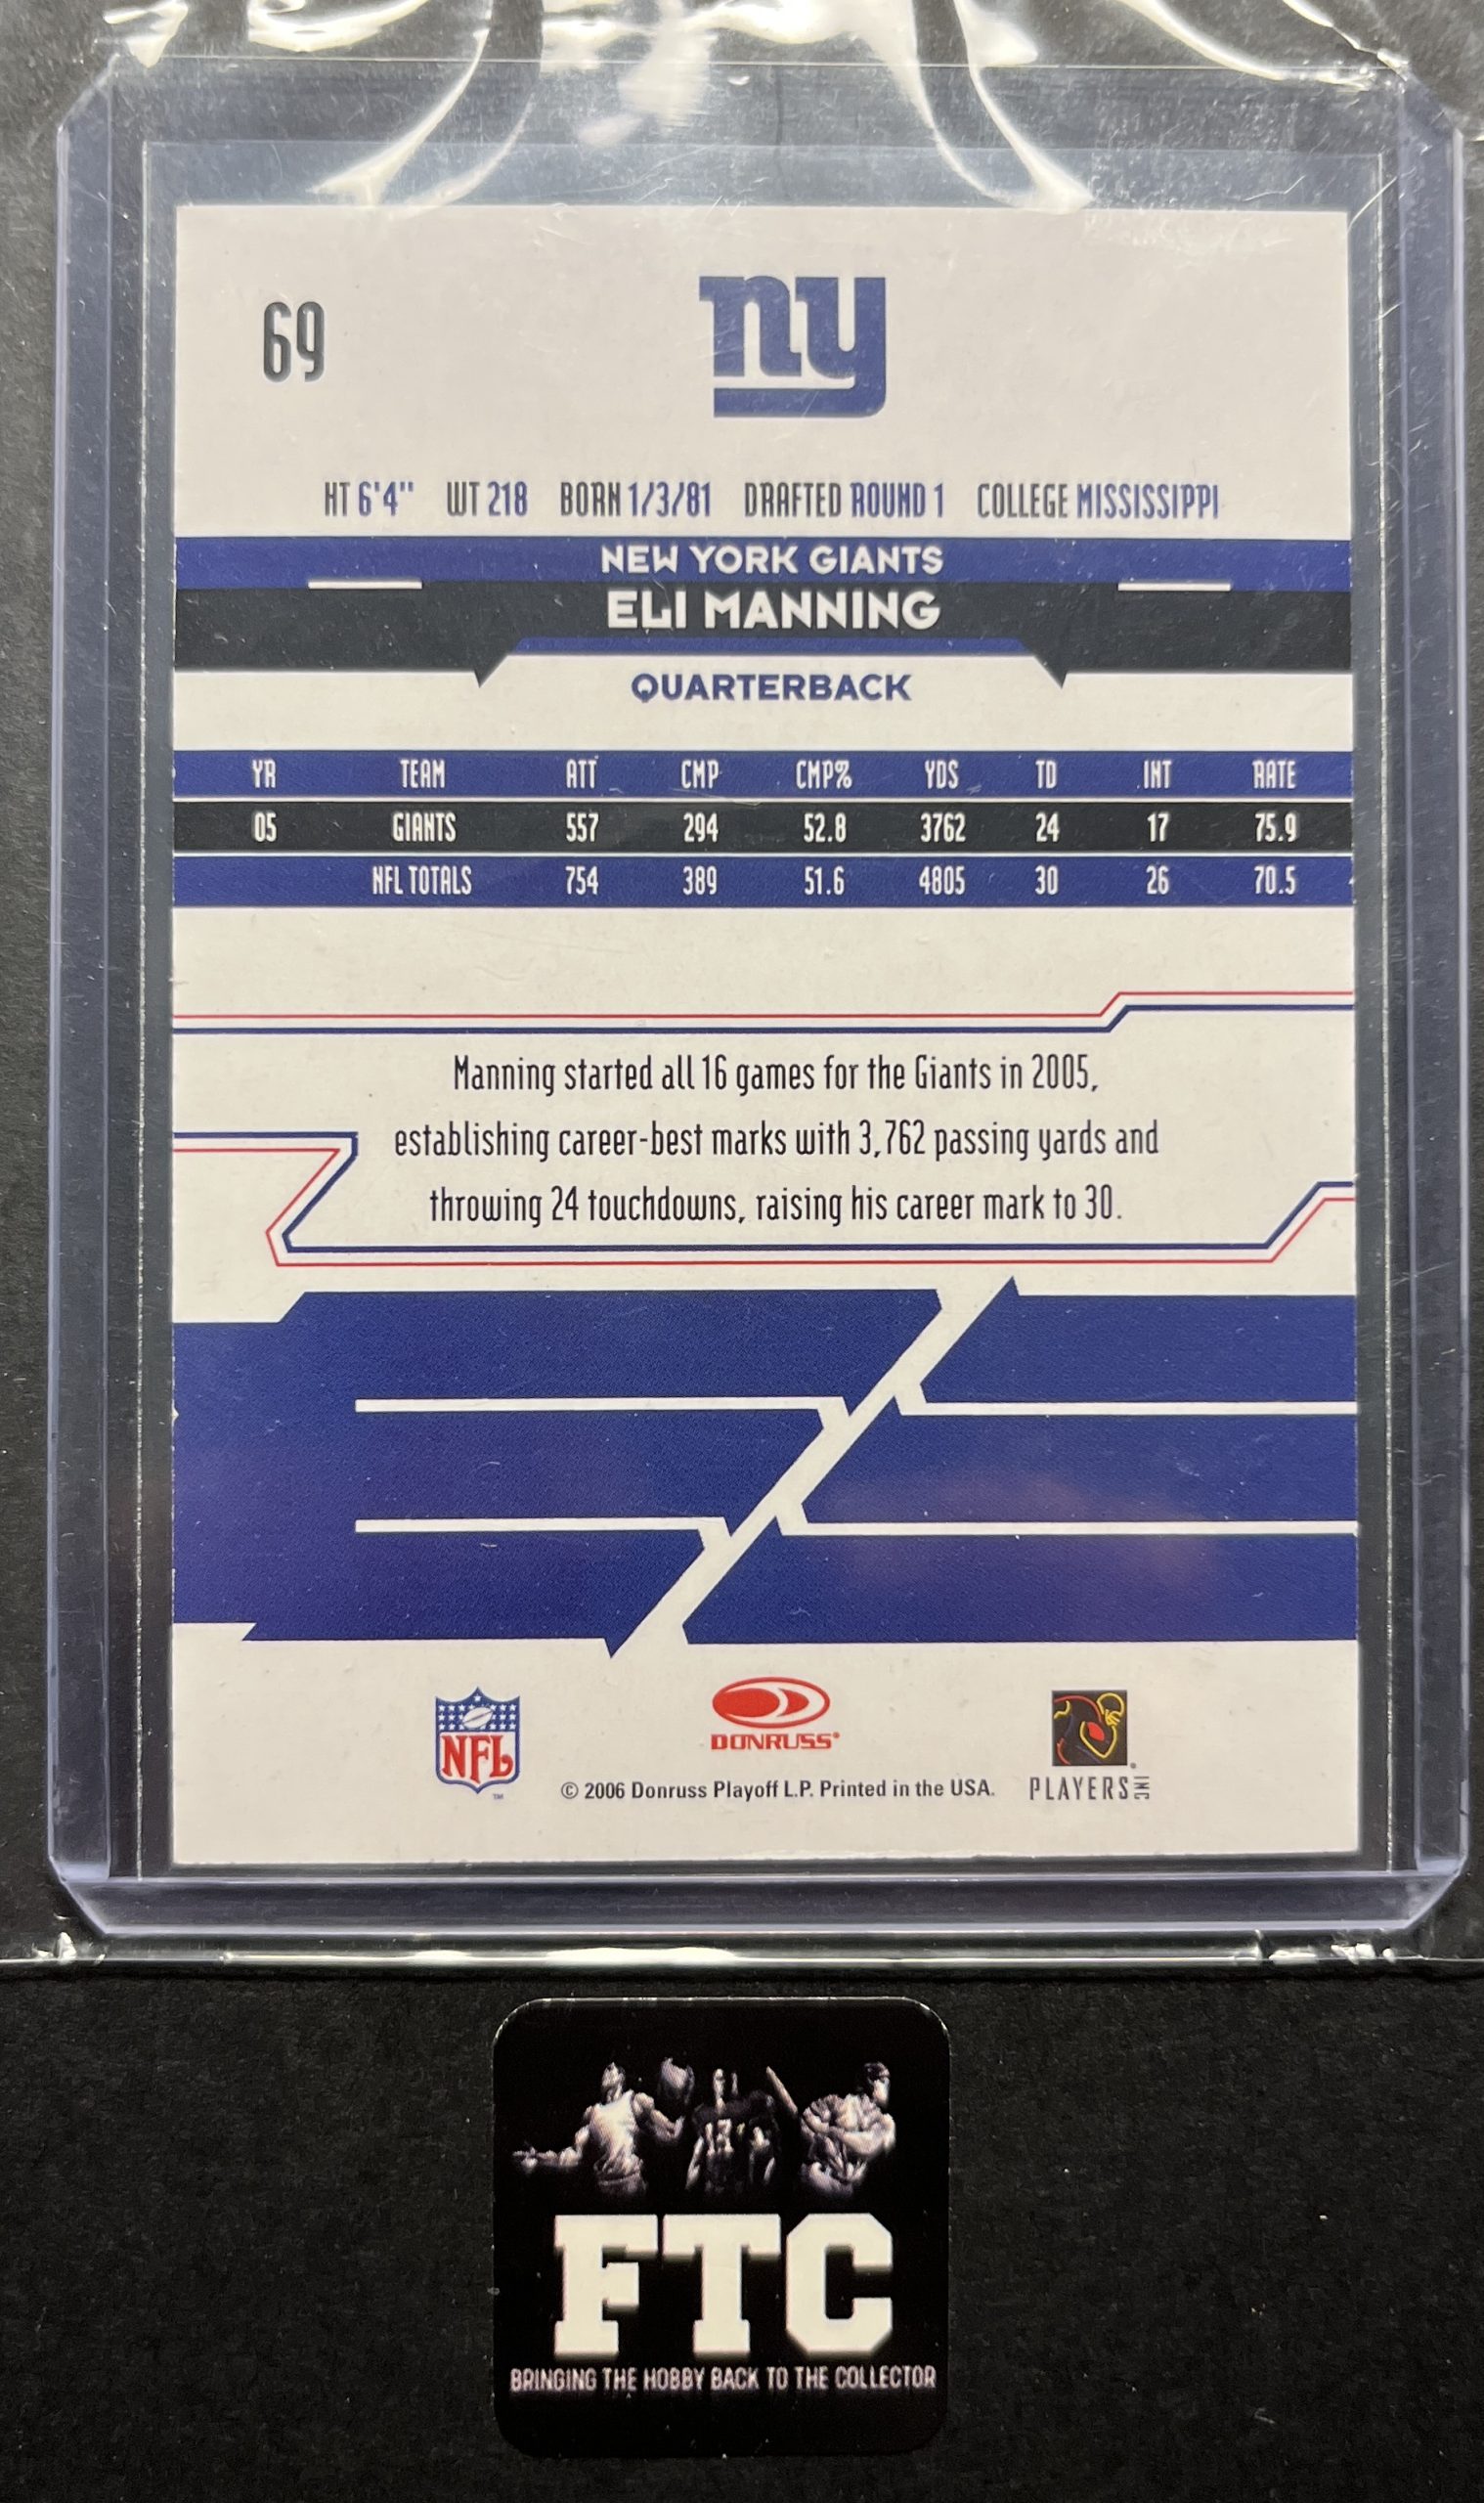 69
ny
HT 6'4" WT 218 BORN 1/3/81 DRAFTED ROUND 1 COLLEGE MISSISSIPPI
NEW YORK GIANTS
ELI MANNING
QUARTERBACK
YR TEAM ATT CMP CMP% YDS TD INT RATE
05 GIANTS 557 294 52.8 3762 24 17 75.9
NFL TOTALS 754 389 51.6 4805 30 26 70.5
Manning started all 16 games for the Giants in 2005,
establishing career-best marks with 3,762 passing yards and
throwing 24 touchdowns, raising his career mark to 30.
NFL
TM
DONRUSS®
© 2006 Donruss Playoff L.P. Printed in the USA.
PLAYERS INC
13
FTC
BRINGING THE HOBBY BACK TO THE COLLECTOR